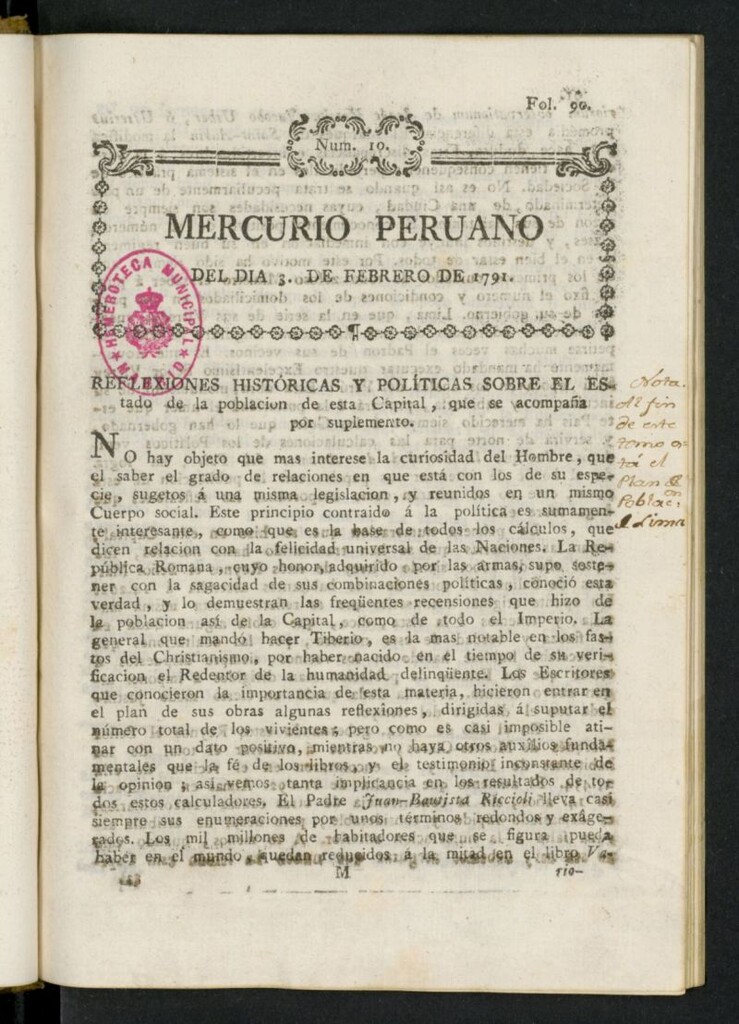 Fol. 90.
Num. 10.
MERCURIO PERUANO
DEL DIA 3. DE FEBRERO DE 1791.
HEMEROTECA MUNICIPAL
MADRID
REFLEXIONES HISTÓRICAS Y POLÍTICAS SOBRE EL ES-
tado de la poblacion de esta Capital, que se acompaña
por suplemento.
NO hay objeto que mas interese la curiosidad del Hombre, que
el saber el grado de relaciones en que está con los de su espe-
cie, sugetos á una misma legislacion, y reunidos en un mismo
Cuerpo social. Este principio contraido á la política es sumamen-
te interesante, como que es la base de todos los cálculos, que
dicen relacion con la felicidad universal de las Naciones. La Re-
pública Romana, cuyo honor, adquirido por las armas, supo soste-
ner con la sagacidad de sus combinaciones políticas, conoció esta
verdad, y lo demuestran las freqüentes recensiones que hizo de
la poblacion así de la Capital, como de todo el Imperio. La
general que mandó hacer Tiberio, es la mas notable en los fas-
tos del Christianismo, por haber nacido en el tiempo de su veri-
ficacion el Redentor de la humanidad delinqüente. Los Escritores
que conocieron la importancia de esta materia, hicieron entrar en
el plan de sus obras algunas reflexiones, dirigidas á suputar el
número total de los vivientes; pero como es casi imposible ati-
nar con un dato positivo, mientras no haya otros auxilios funda-
mentales que la fé de los libros, y el testimonio inconstante de
la opinion; así vemos tanta implicancia en los resultados de to-
dos estos calculadores. El Padre Juan-Bautista Riccioli lleva casi
siempre sus enumeraciones por unos términos redondos y exâge-
rados. Los mil millones de habitadores que se figura pueda
haber en el mundo, quedan reducidos á la mitad en el libro Va-
M
rio-
Nota.
Al fin
de este
tomo es-
tá el
Plan de
Poblac.on
de Lima